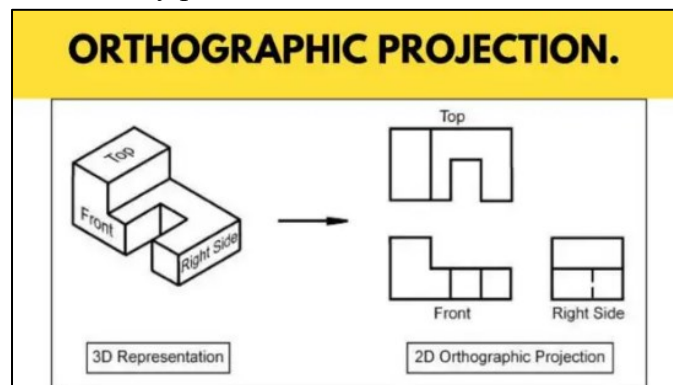 ORTHOGRAPHIC PROJECTION.
Top
Top
Front
Right Side
Front
Right Side
3D Representation
2D Orthographic Projection